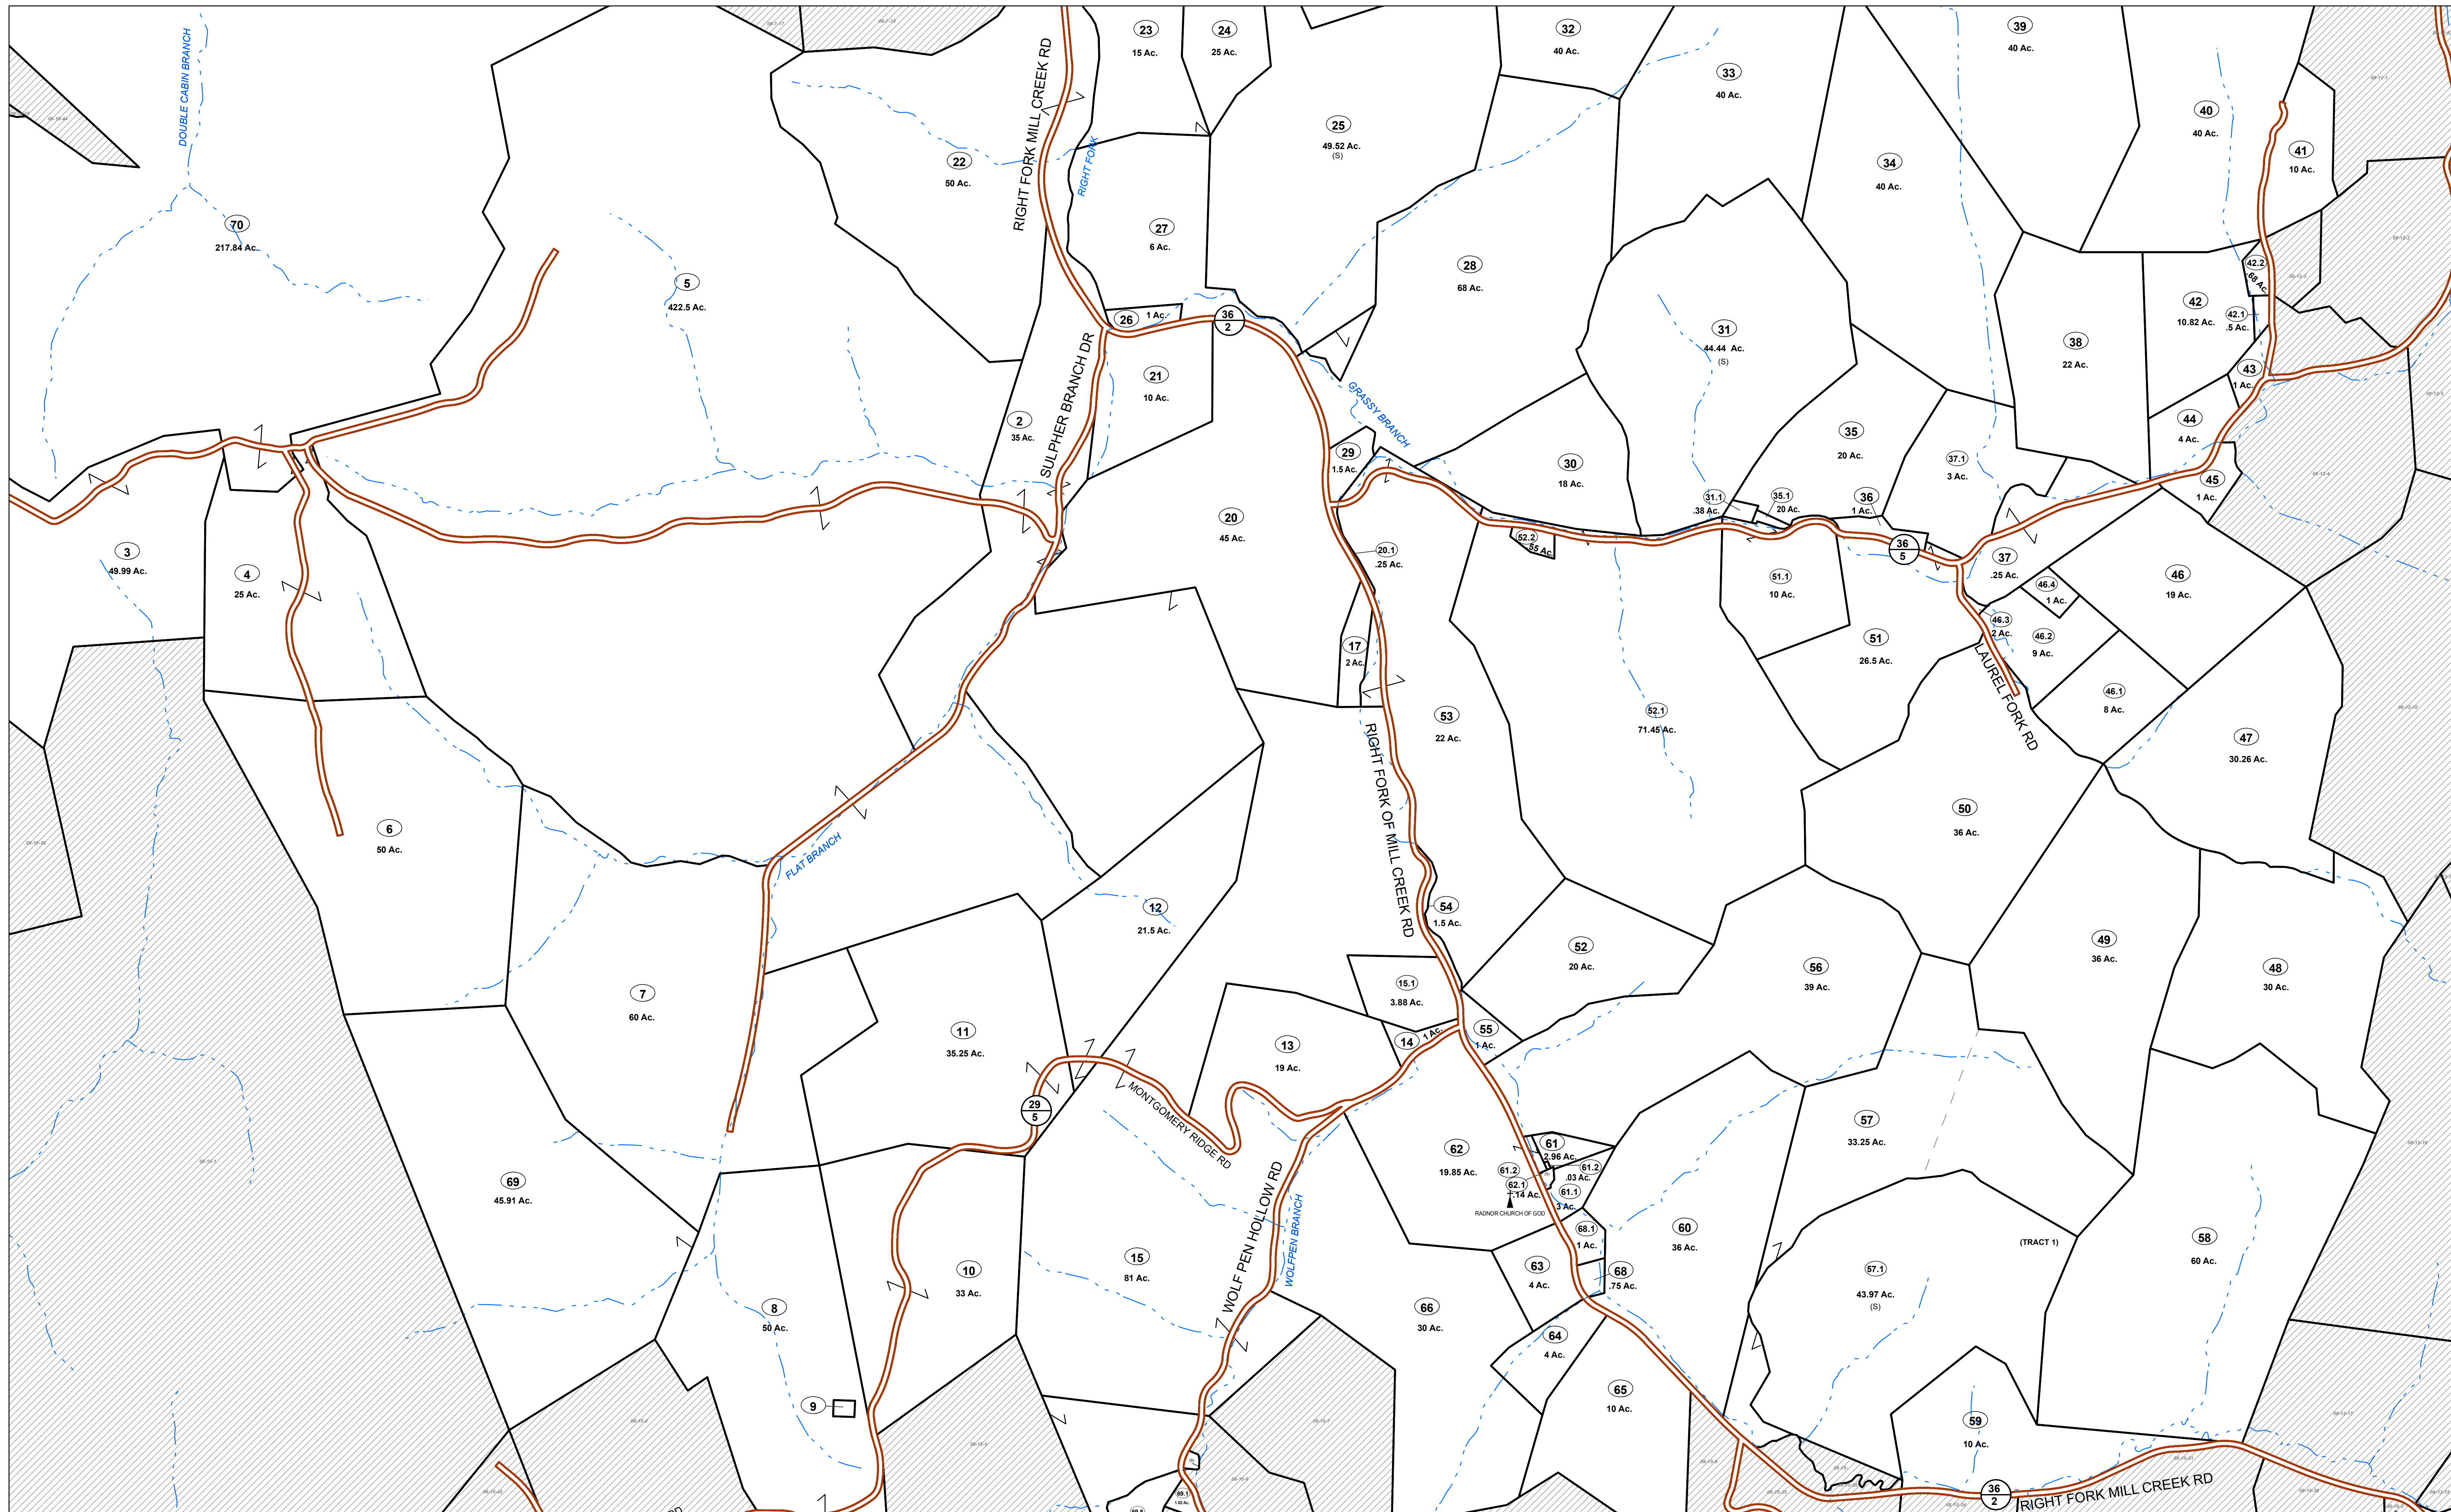 DOUBLE CABIN BRANCH
70
217.84 Ac.
5
422.5 Ac.
22
50 Ac.
RIGHT FORK MILL CREEK RD
RIGHT FORK
23
15 Ac.
24
25 Ac.
25
49.52 Ac.
(S)
32
40 Ac.
33
40 Ac.
39
40 Ac.
40
40 Ac.
41
10 Ac.
34
40 Ac.
27
6 Ac.
28
68 Ac.
26
1 Ac.
36
2
31
44.44 Ac.
(S)
38
22 Ac.
42
10.82 Ac.
42.2
.68 Ac.
42.1
.5 Ac.
43
1 Ac.
44
4 Ac.
45
1 Ac.
21
10 Ac.
2
35 Ac.
SULPHER BRANCH DR
GRASSY BRANCH
29
1.5 Ac.
30
18 Ac.
35
20 Ac.
31.1
.38 Ac.
35.1
20 Ac.
36
1 Ac.
37.1
3 Ac.
36
5
37
.25 Ac.
3
49.99 Ac.
4
25 Ac.
20
45 Ac.
20.1
.25 Ac.
52.2
.55 Ac.
51.1
10 Ac.
51
26.5 Ac.
46
19 Ac.
46.4
1 Ac.
46.3
2 Ac.
46.2
9 Ac.
46.1
8 Ac.
LAUREL FORK RD
17
2 Ac.
53
22 Ac.
52.1
71.45 Ac.
RIGHT FORK OF MILL CREEK RD
47
30.26 Ac.
50
36 Ac.
6
50 Ac.
FLAT BRANCH
12
21.5 Ac.
54
1.5 Ac.
52
20 Ac.
56
39 Ac.
49
36 Ac.
48
30 Ac.
7
60 Ac.
11
35.25 Ac.
15.1
3.88 Ac.
13
19 Ac.
14
1 Ac.
55
1 Ac.
29
5
MONTGOMERY RIDGE RD
57
33.25 Ac.
62
19.85 Ac.
61
2.96 Ac.
61.2
61.2
.03 Ac.
62.1
.14 Ac.
61.1
3 Ac.
RADNOR CHURCH OF GOD
69
45.91 Ac.
WOLF PEN HOLLOW RD
WOLFPEN BRANCH
68.1
1 Ac.
60
36 Ac.
(TRACT 1)
58
60 Ac.
10
33 Ac.
15
81 Ac.
63
4 Ac.
68
.75 Ac.
57.1
43.97 Ac.
(S)
8
50 Ac.
66
30 Ac.
64
4 Ac.
65
10 Ac.
9
59
10 Ac.
36
2
RIGHT FORK MILL CREEK RD